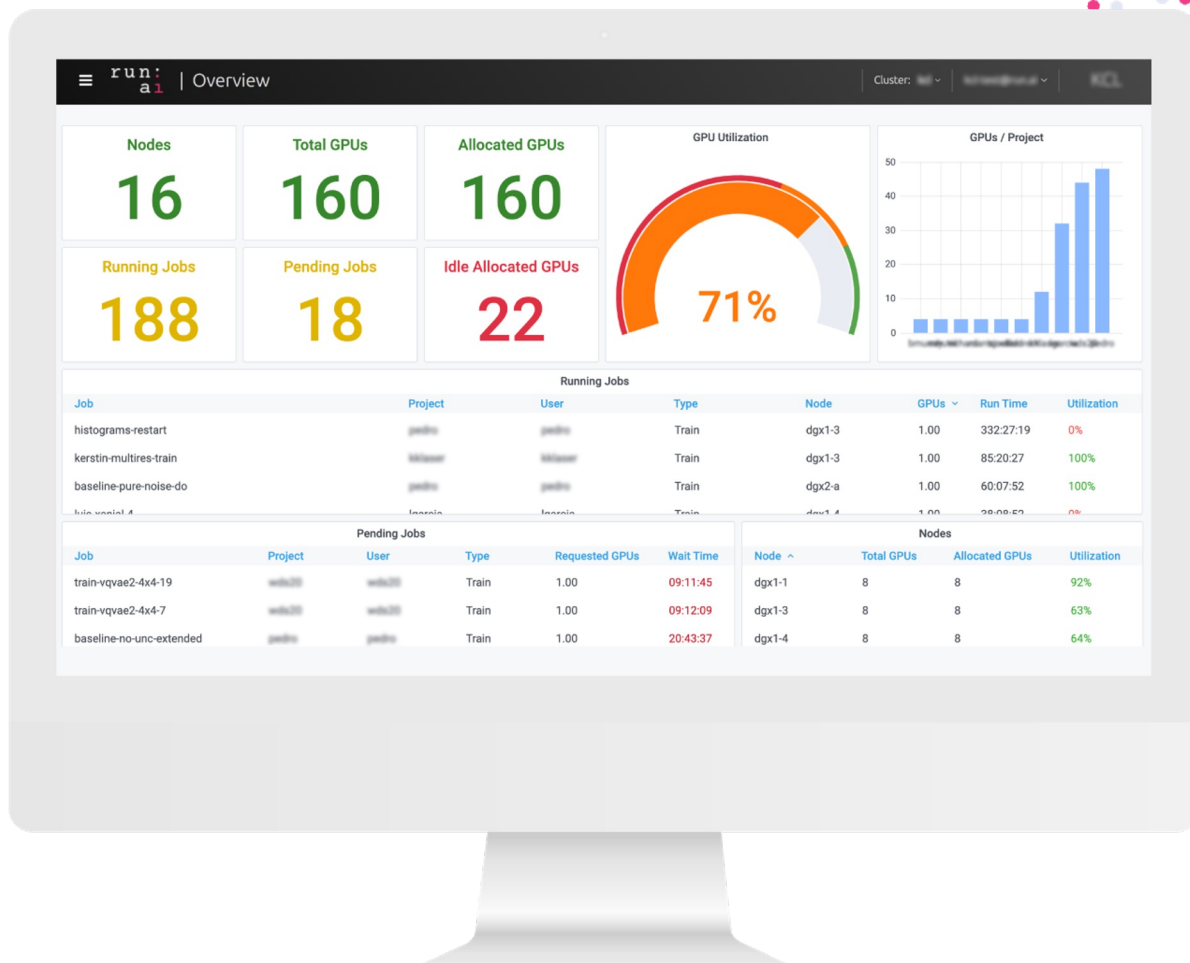 run:
ai | Overview
Cluster:
Nodes
16
Total GPUs
160
Allocated GPUs
160
Running Jobs
188
Pending Jobs
18
Idle Allocated GPUs
22
GPU Utilization
71%
GPUs / Project
50
40
30
20
10
0
Running Jobs
Job Project User Type Node GPUs Run Time Utilization
histograms-restart Train dgx1-3 1.00 332:27:19 0%
kerstin-multires-train Train dgx1-3 1.00 85:20:27 100%
baseline-pure-noise-do Train dgx2-a 1.00 60:07:52 100%
Train dgx1-4 1.00 0%
Pending Jobs
Job Project User Type Requested GPUs Wait Time
train-vqvae2-4x4-19 Train 1.00 09:11:45
train-vqvae2-4x4-7 Train 1.00 09:12:09
baseline-no-unc-extended Train 1.00 20:43:37
Nodes
Node Total GPUs Allocated GPUs Utilization
dgx1-1 8 8 92%
dgx1-3 8 8 63%
dgx1-4 8 8 64%